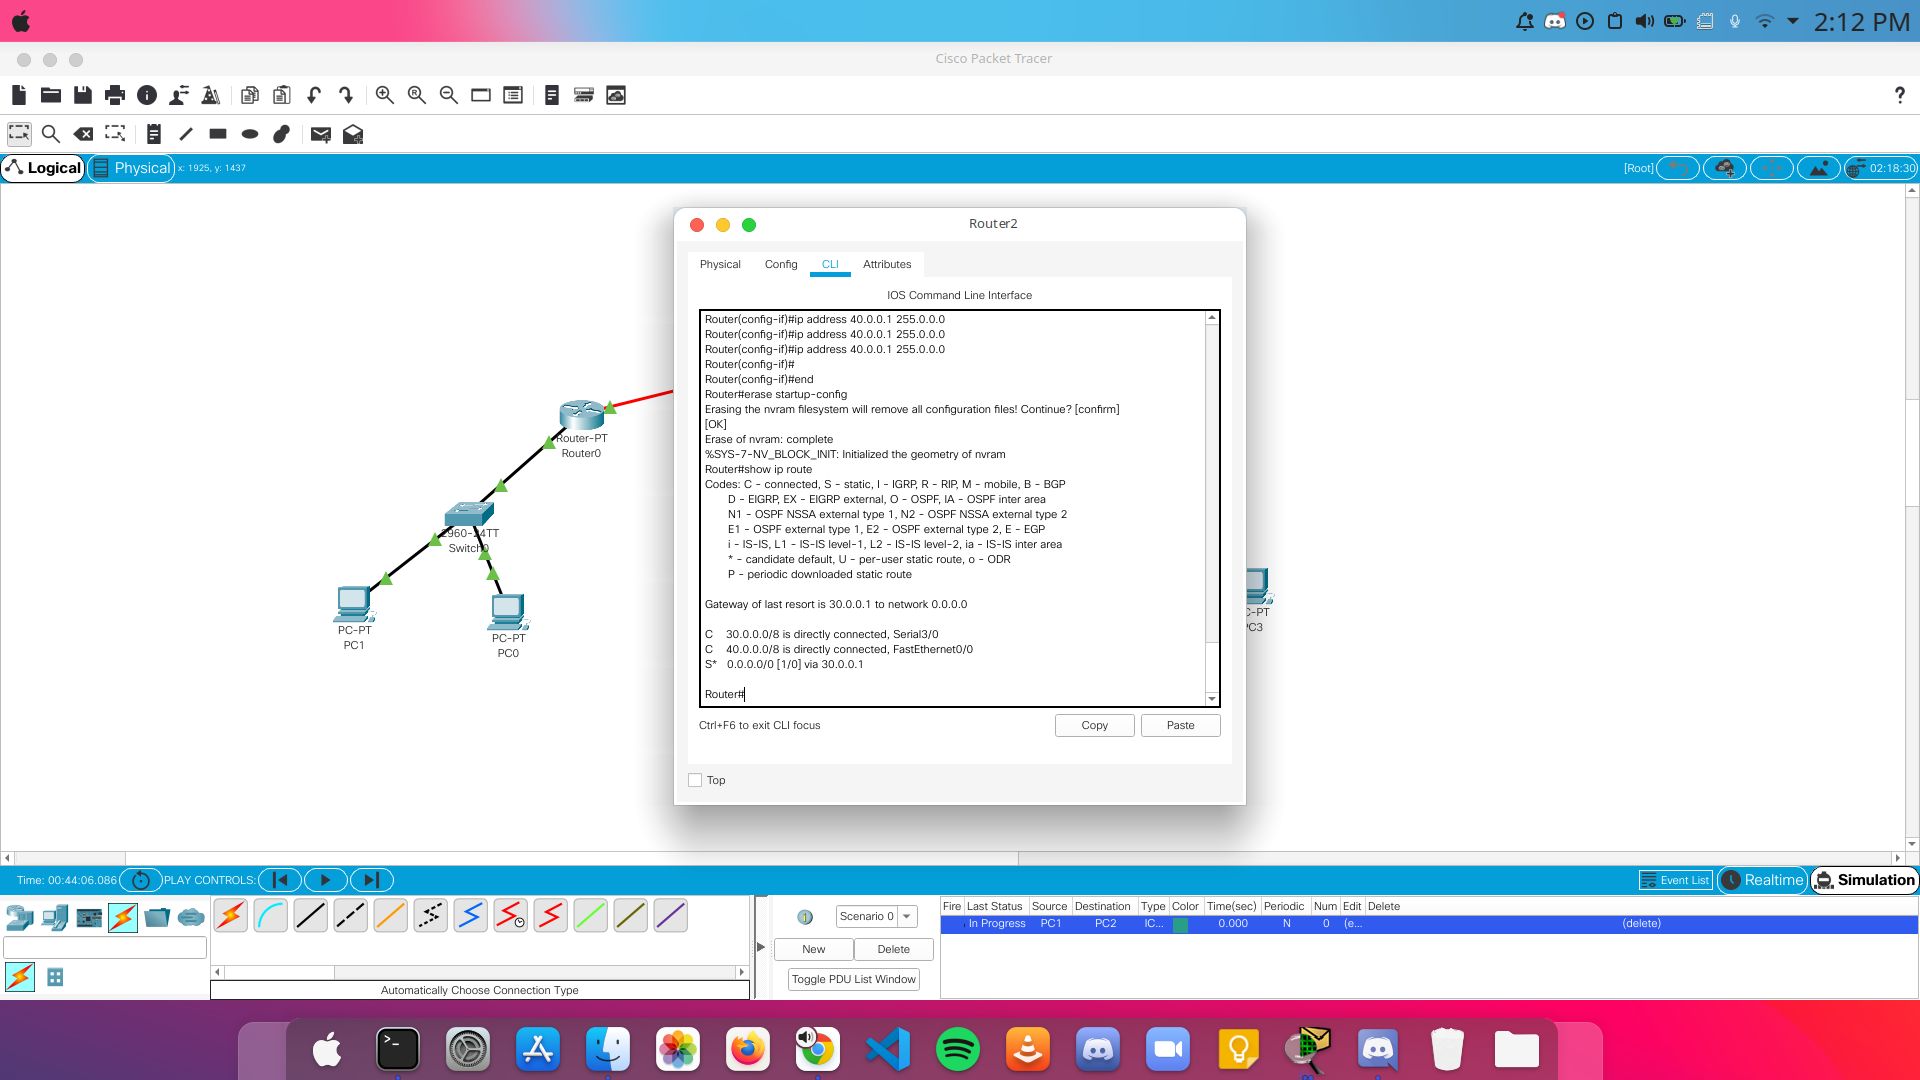 2:12 PM
Cisco Packet Tracer
?
Logical
Physical
x: 1925, y: 1437
[Root]
02:18:30
Router2
Physical
Config
CLI
Attributes
IOS Command Line Interface
Router(config-if)#ip address 40.0.0.1 255.0.0.0
Router(config-if)#ip address 40.0.0.1 255.0.0.0
Router(config-if)#ip address 40.0.0.1 255.0.0.0
Router(config-if)#
Router(config-if)#end
Router#erase startup-config
Erasing the nvram filesystem will remove all configuration files! Continue? [confirm]
[OK]
Erase of nvram: complete
%SYS-7-NV_BLOCK_INIT: Initialized the geometry of nvram
Router#show ip route
Codes: C - connected, S - static, I - IGRP, R - RIP, M - mobile, B - BGP
D - EIGRP, EX - EIGRP external, O - OSPF, IA - OSPF inter area
N1 - OSPF NSSA external type 1, N2 - OSPF NSSA external type 2
E1 - OSPF external type 1, E2 - OSPF external type 2, E - EGP
i - IS-IS, L1 - IS-IS level-1, L2 - IS-IS level-2, ia - IS-IS inter area
* - candidate default, U - per-user static route, o - ODR
P - periodic downloaded static route
Gateway of last resort is 30.0.0.1 to network 0.0.0.0
C 30.0.0.0/8 is directly connected, Serial3/0
C 40.0.0.0/8 is directly connected, FastEthernet0/0
S* 0.0.0.0/0 [1/0] via 30.0.0.1
Router#
Ctrl+F6 to exit CLI focus
Copy
Paste
Top
Router-PT
Router0
2960-24TT
Switch0
PC-PT
PC1
PC-PT
PC0
C-PT
C3
Time: 00:44:06.086
PLAY CONTROLS:
Event List
Realtime
Simulation
Automatically Choose Connection Type
Scenario 0
New
Delete
Toggle PDU List Window
Fire Last Status Source Destination Type Color Time(sec) Periodic Num Edit Delete
In Progress PC1 PC2 IC... 0.000 N 0 (e... (delete)